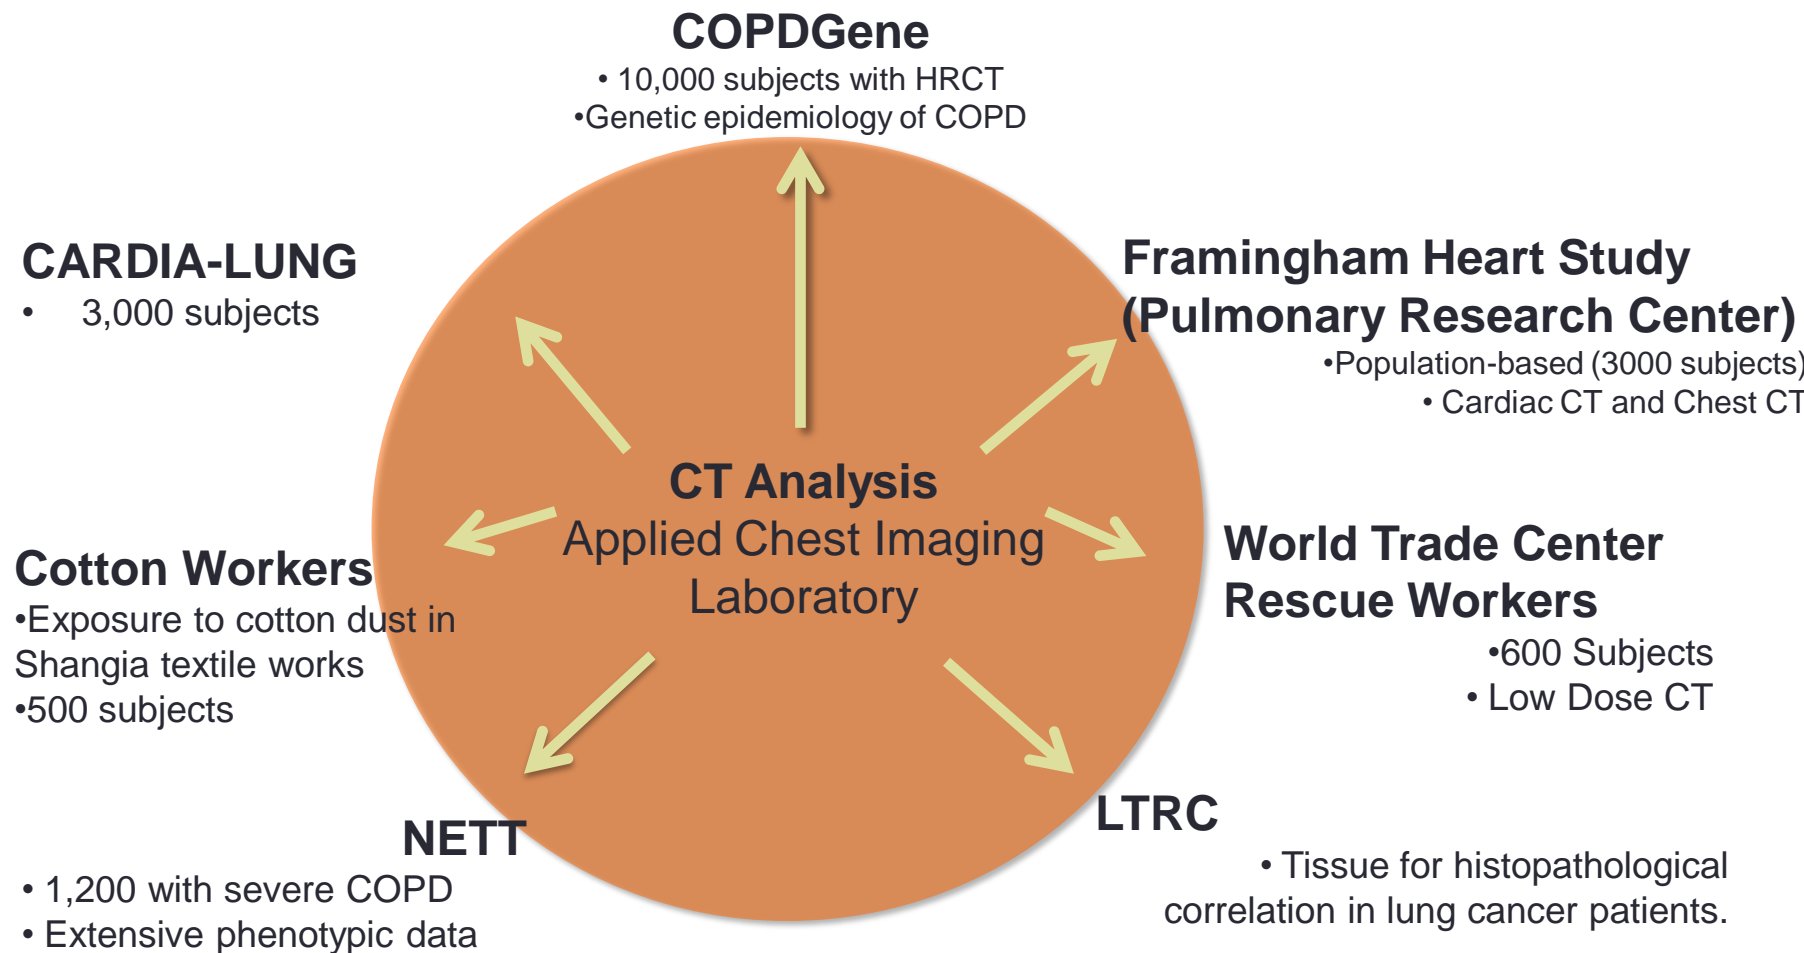 COPDGene
• 10,000 subjects with HRCT
•Genetic epidemiology of COPD
CARDIA-LUNG
• 3,000 subjects
Framingham Heart Study
(Pulmonary Research Center)
•Population-based (3000 subjects)
• Cardiac CT and Chest CT
CT Analysis
Applied Chest Imaging
Laboratory
Cotton Workers
•Exposure to cotton dust in
Shangia textile works
•500 subjects
World Trade Center
Rescue Workers
•600 Subjects
• Low Dose CT
NETT
• 1,200 with severe COPD
• Extensive phenotypic data
LTRC
• Tissue for histopathological
correlation in lung cancer patients.